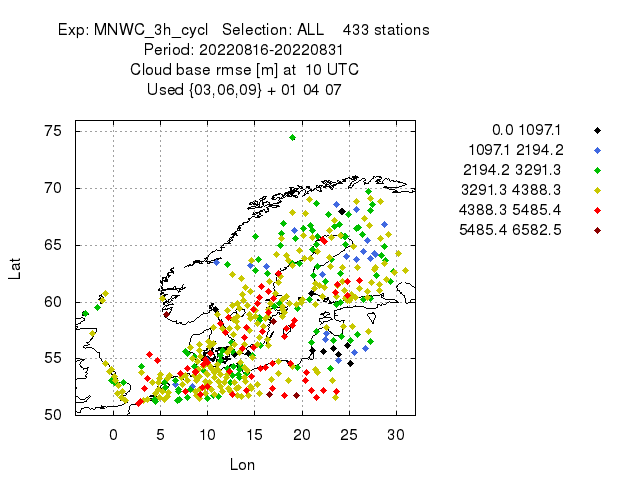 Exp: MNWC_3h_cycl   Selection: ALL    433 stations
Period: 20220816-20220831
Cloud base rmse [m] at  10 UTC
Used {03,06,09} + 01 04 07
0.0 1097.1
1097.1 2194.2
2194.2 3291.3
3291.3 4388.3
4388.3 5485.4
5485.4 6582.5
75
70
65
60
55
50
Lat
0 5 10 15 20 25 30
Lon